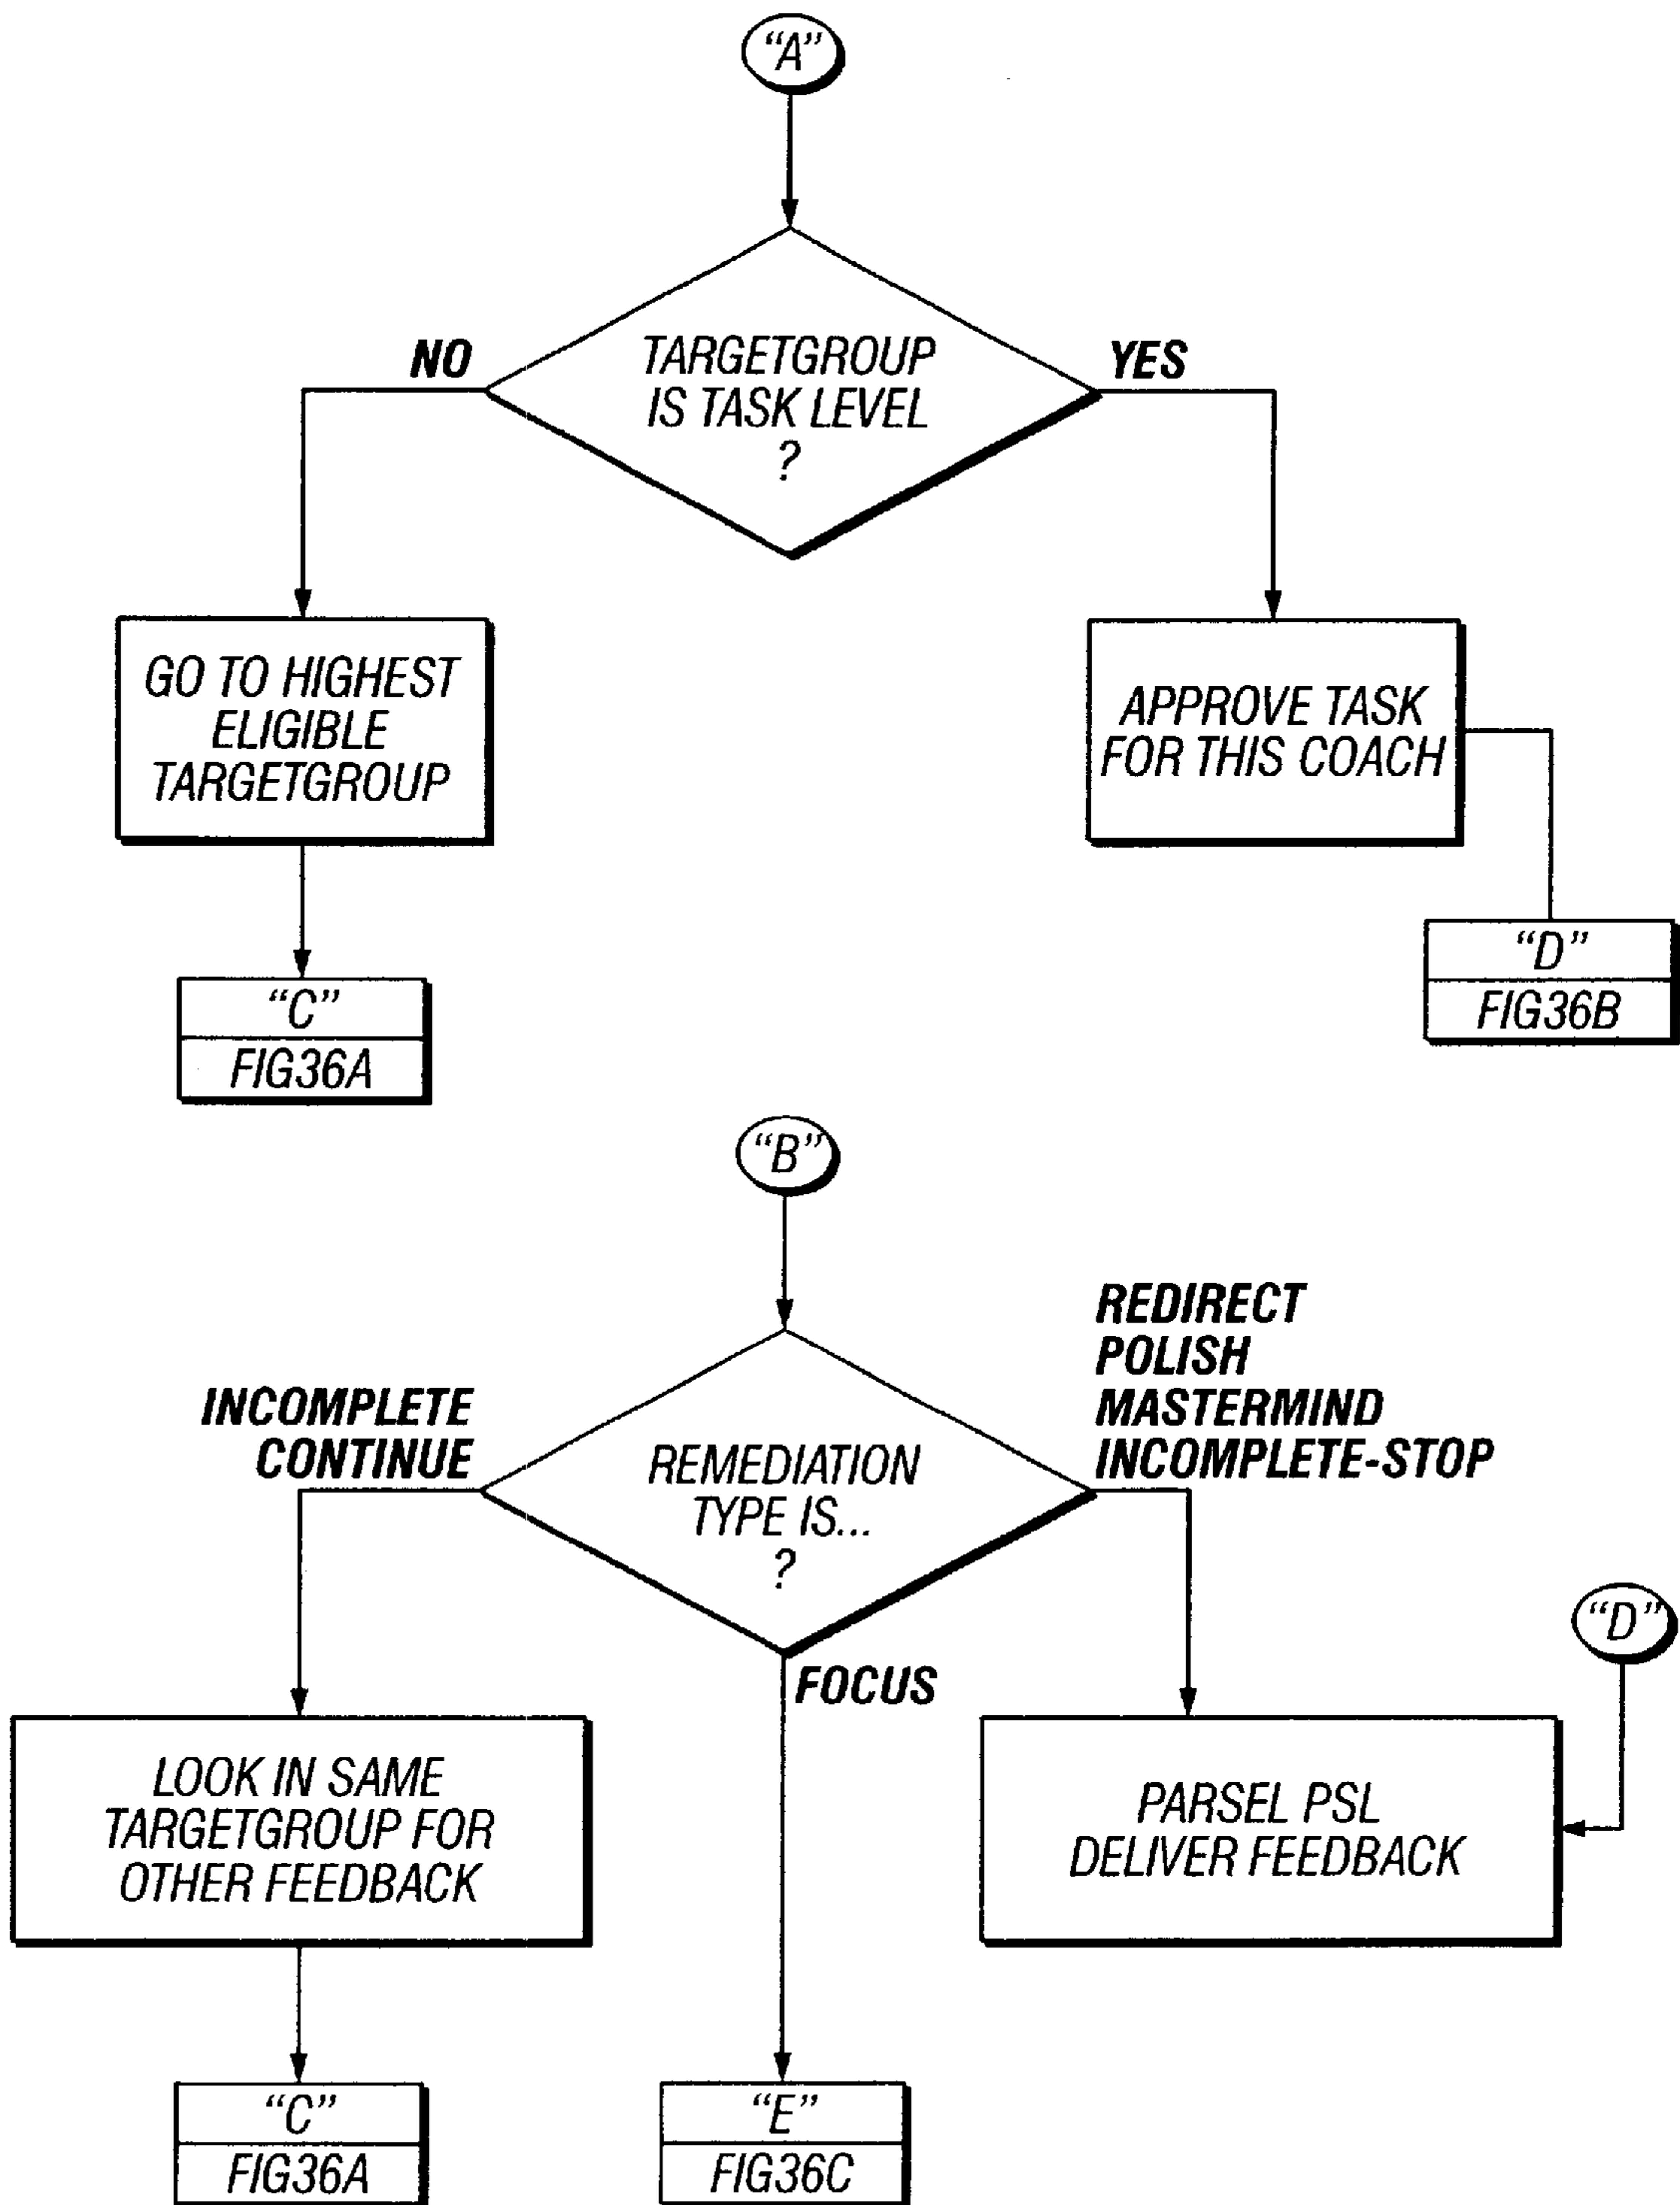 “A”
NO
TARGETGROUP
IS TASK LEVEL
?
YES
GO TO HIGHEST
ELIGIBLE
TARGETGROUP
APPROVE TASK
FOR THIS COACH
“C”
FIG36A
“D”
FIG36B
“B”
INCOMPLETE
CONTINUE
REMEDIATION
TYPE IS...
?
REDIRECT
POLISH
MASTERMIND
INCOMPLETE-STOP
FOCUS
“D”
LOOK IN SAME
TARGETGROUP FOR
OTHER FEEDBACK
PARSEL PSL
DELIVER FEEDBACK
“C”
FIG36A
“E”
FIG36C